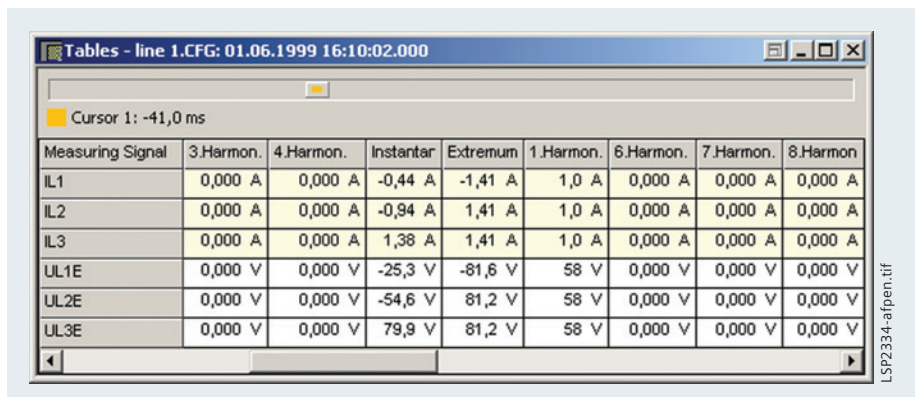 Tables - line 1.CFG: 01.06.1999 16:10:02.000
Cursor 1: -41,0 ms
Measuring Signal 3.Harmon. 4.Harmon. Instantar Extremum 1.Harmon. 6.Harmon. 7.Harmon. 8.Harmon
IL1 0,000 A 0,000 A -0,44 A -1,41 A 1,0 A 0,000 A 0,000 A 0,000 A
IL2 0,000 A 0,000 A -0,94 A 1,41 A 1,0 A 0,000 A 0,000 A 0,000 A
IL3 0,000 A 0,000 A 1,38 A 1,41 A 1,0 A 0,000 A 0,000 A 0,000 A
UL1E 0,000 V 0,000 V -25,3 V -81,6 V 58 V 0,000 V 0,000 V 0,000 V
UL2E 0,000 V 0,000 V -54,6 V 81,2 V 58 V 0,000 V 0,000 V 0,000 V
UL3E 0,000 V 0,000 V 79,9 V 81,2 V 58 V 0,000 V 0,000 V 0,000 V
LSP2334-afpen.tif